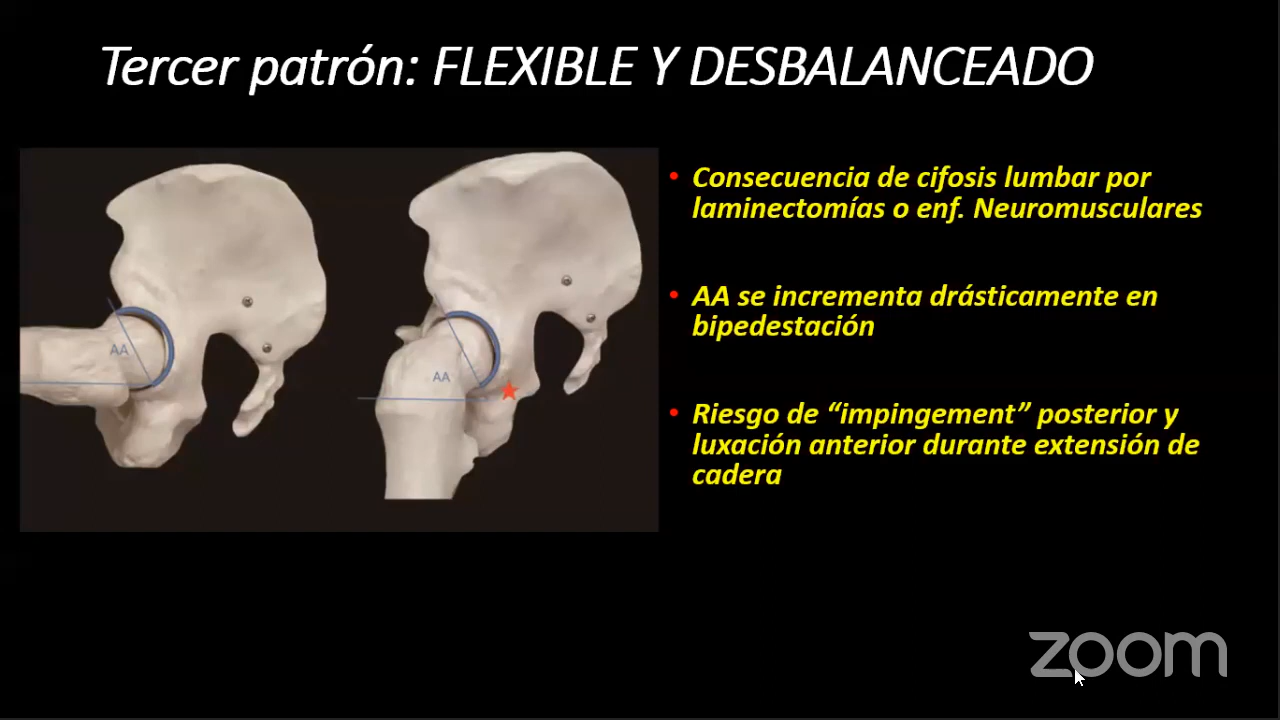 Tercer patrón: FLEXIBLE Y DESBALANCEADO
AA
AA
• Consecuencia de cifosis lumbar por
laminectomías o enf. Neuromusculares
• AA se incrementa drásticamente en
bipedestación
• Riesgo de “impingement” posterior y
luxación anterior durante extensión de
cadera
zoom